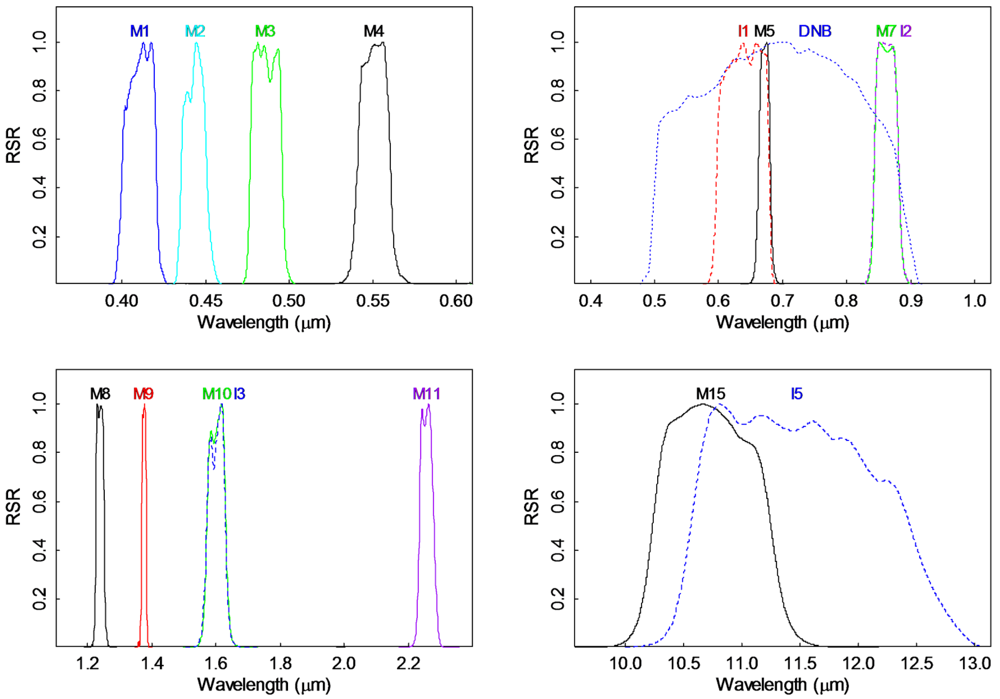 M1 M2 M3 M4
RSR
1.0
0.8
0.6
0.4
0.2
0.40 0.45 0.50 0.55 0.60
Wavelength (μm)
I1 M5 DNB M7 I2
RSR
1.0
0.8
0.6
0.4
0.2
0.4 0.5 0.6 0.7 0.8 0.9 1.0
Wavelength (μm)
M8 M9 M10 I3 M11
RSR
1.0
0.8
0.6
0.4
0.2
1.2 1.4 1.6 1.8 2.0 2.2
Wavelength (μm)
M15 I5
RSR
1.0
0.8
0.6
0.4
0.2
10.0 10.5 11.0 11.5 12.0 12.5 13.0
Wavelength (μm)